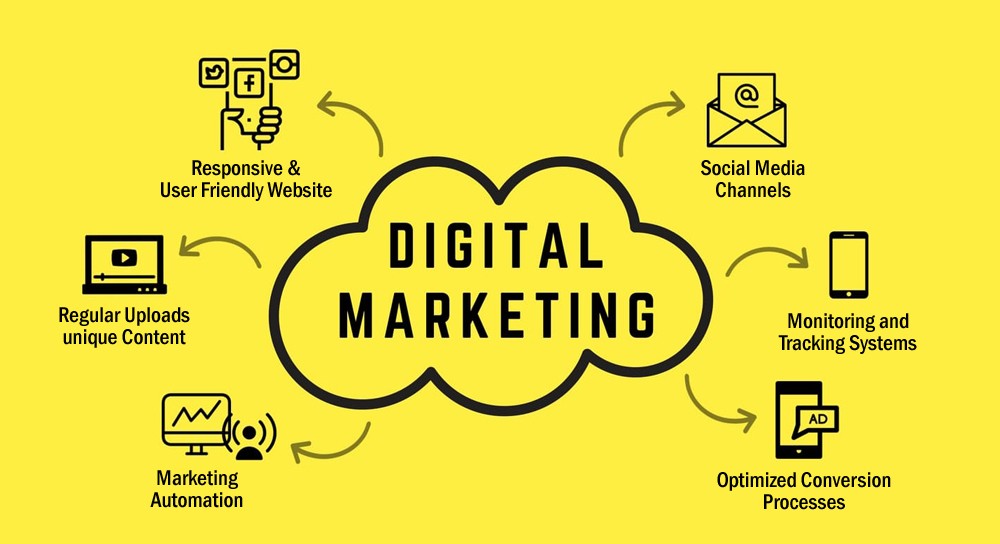 Responsive &
User Friendly Website
@
Social Media
Channels
DIGITAL
MARKETING
Regular Uploads
unique Content
Monitoring and
Tracking Systems
Marketing
Automation
AD
Optimized Conversion
Processes